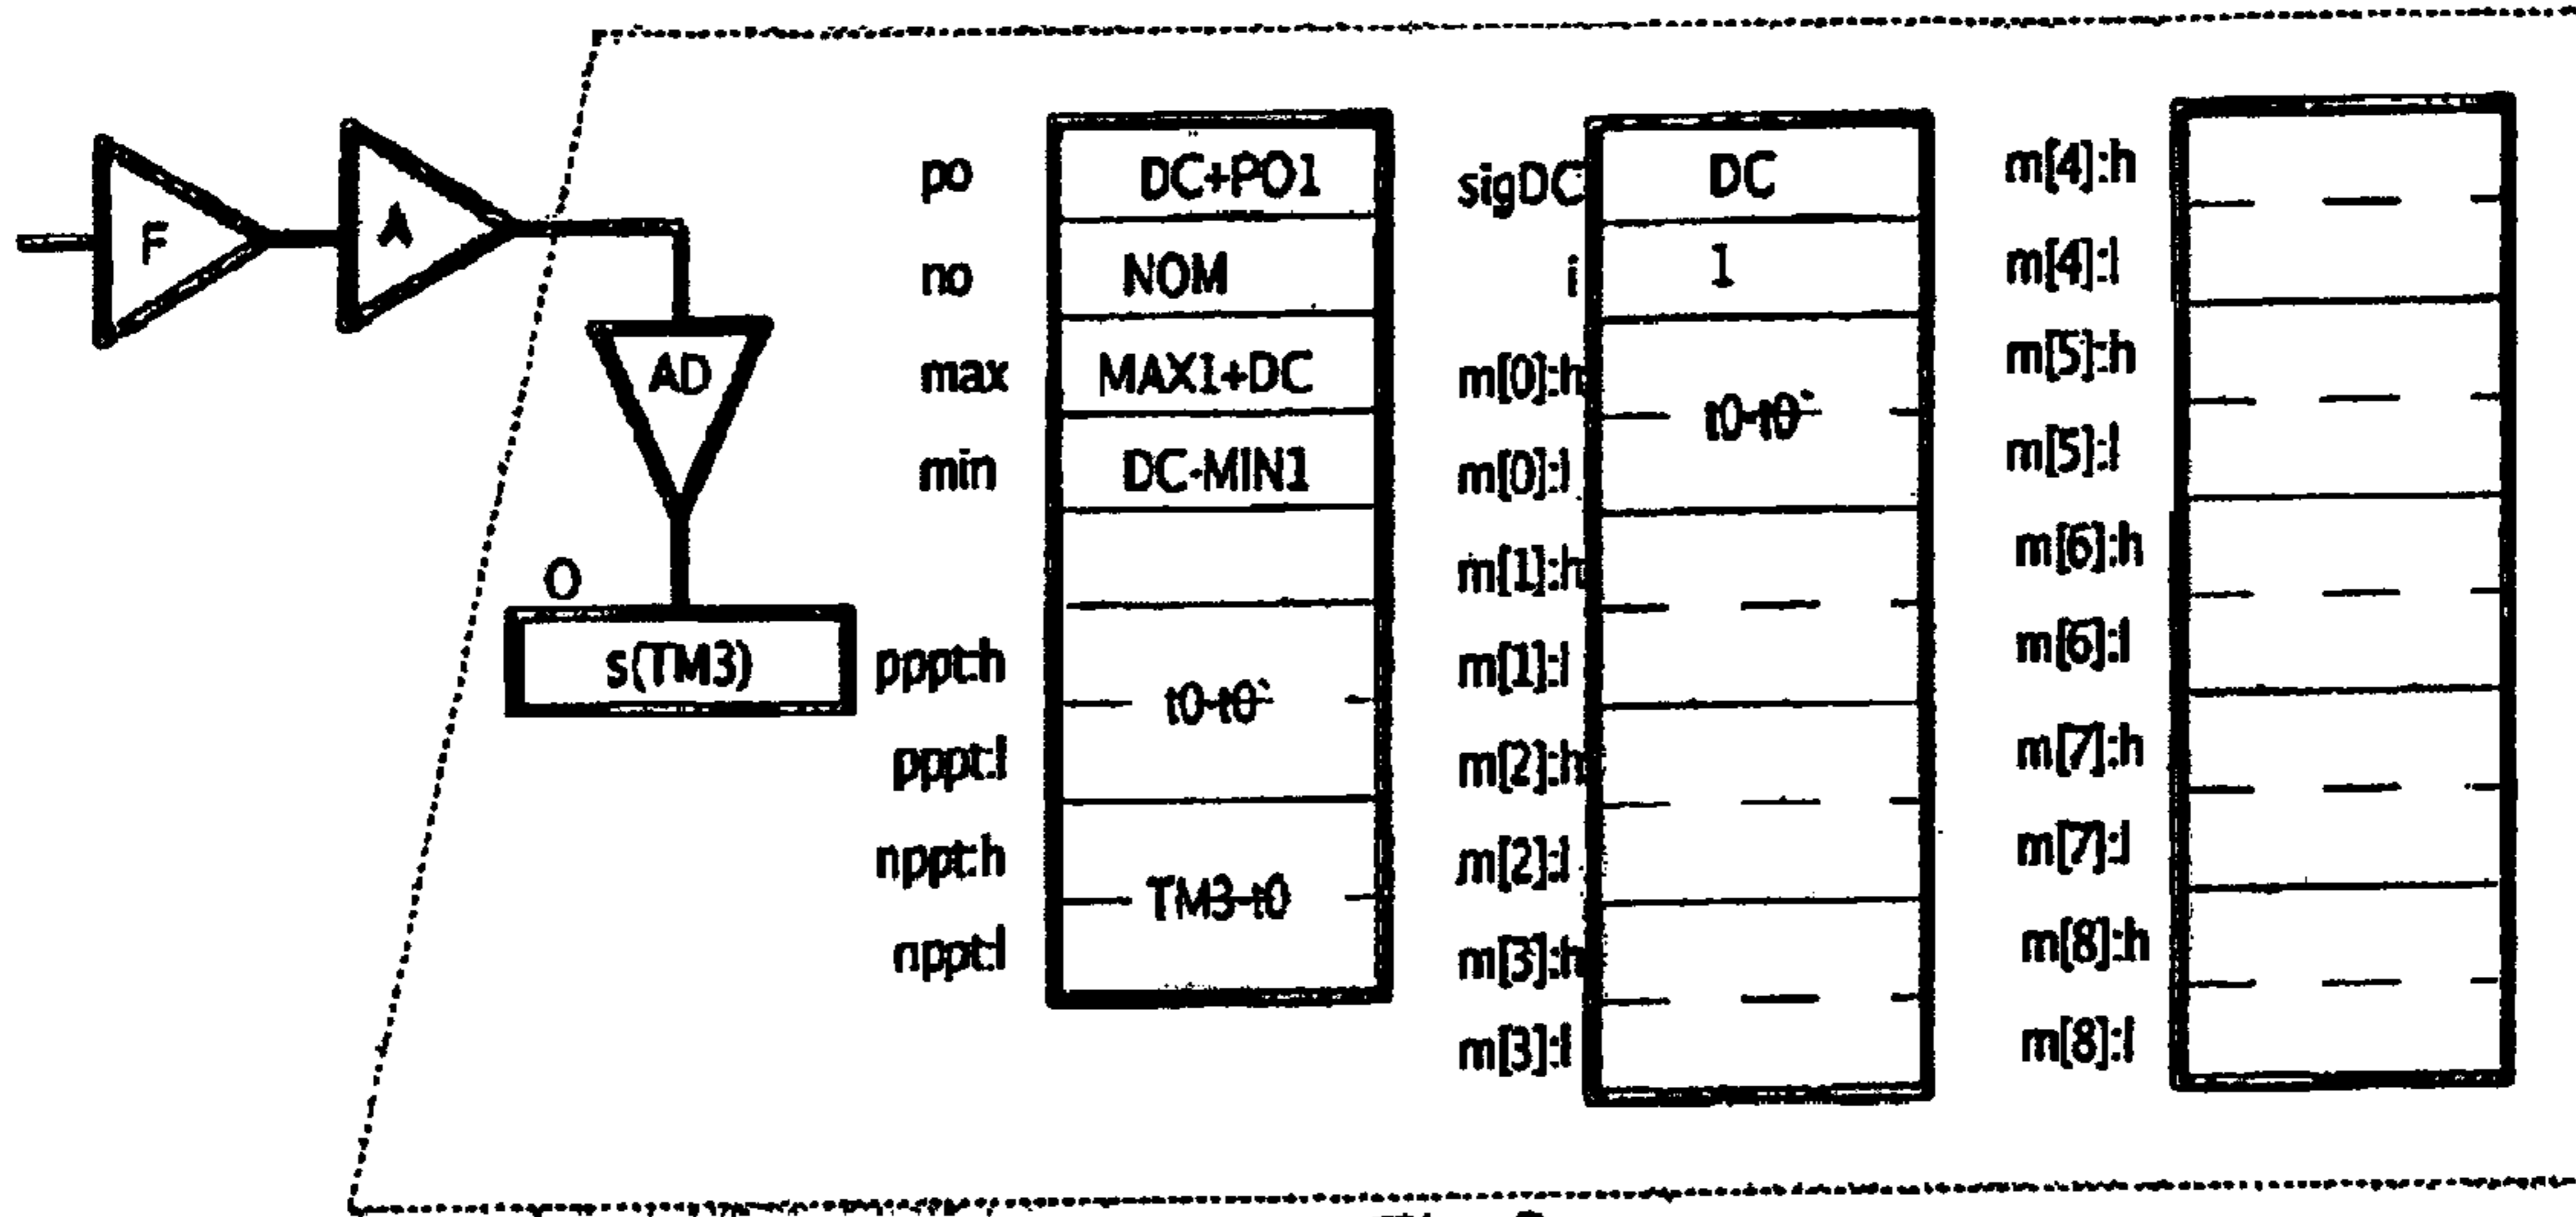 F
A
AD
O
s(TM3)
po DC+PO1
no NOM
max MAX1+DC
min DC-MIN1
pppt:h
t0-t0`
pppt:l
nppt:h
TM3-t0
nppt:l
sigDC DC
i 1
m[0]:h
t0-t0`
m[0]:l
m[1]:h
m[1]:l
m[2]:h
m[2]:l
m[3]:h
m[3]:l
m[4]:h
m[4]:l
m[5]:h
m[5]:l
m[6]:h
m[6]:l
m[7]:h
m[7]:l
m[8]:h
m[8]:l